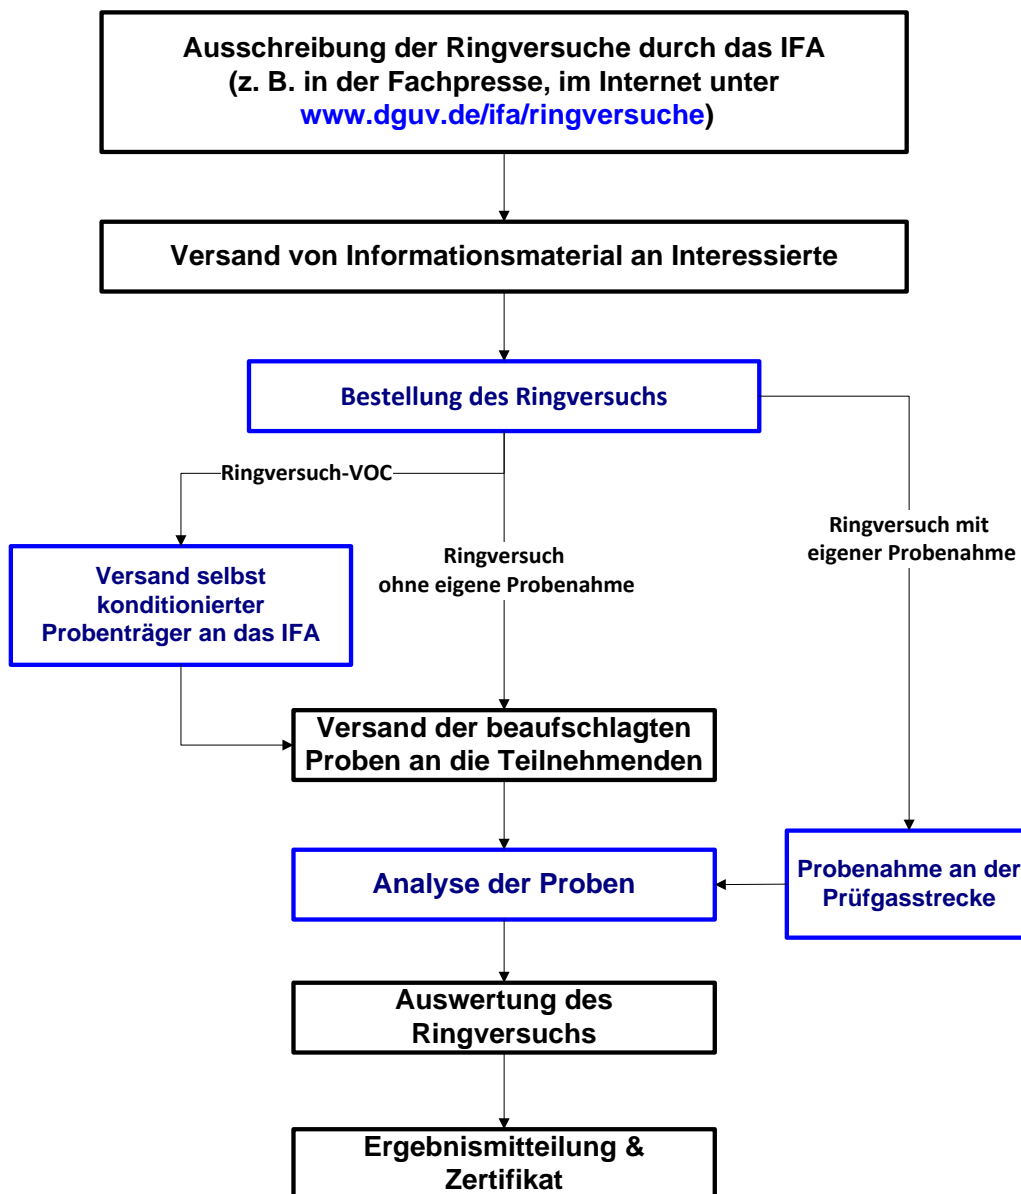 Ausschreibung der Ringversuche durch das IFA
(z. B. in der Fachpresse, im Internet unter
www.dguv.de/ifa/ringversuche)
Versand von Informationsmaterial an Interessierte
Bestellung des Ringversuchs
Ringversuch-VOC
Ringversuch
ohne eigene Probenahme
Ringversuch mit
eigener Probenahme
Versand selbst
konditionierter
Probenträger an das IFA
Versand der beaufschlagten
Proben an die Teilnehmenden
Analyse der Proben
Probenahme an der
Prüfgasstrecke
Auswertung des
Ringversuchs
Ergebnismitteilung &
Zertifikat